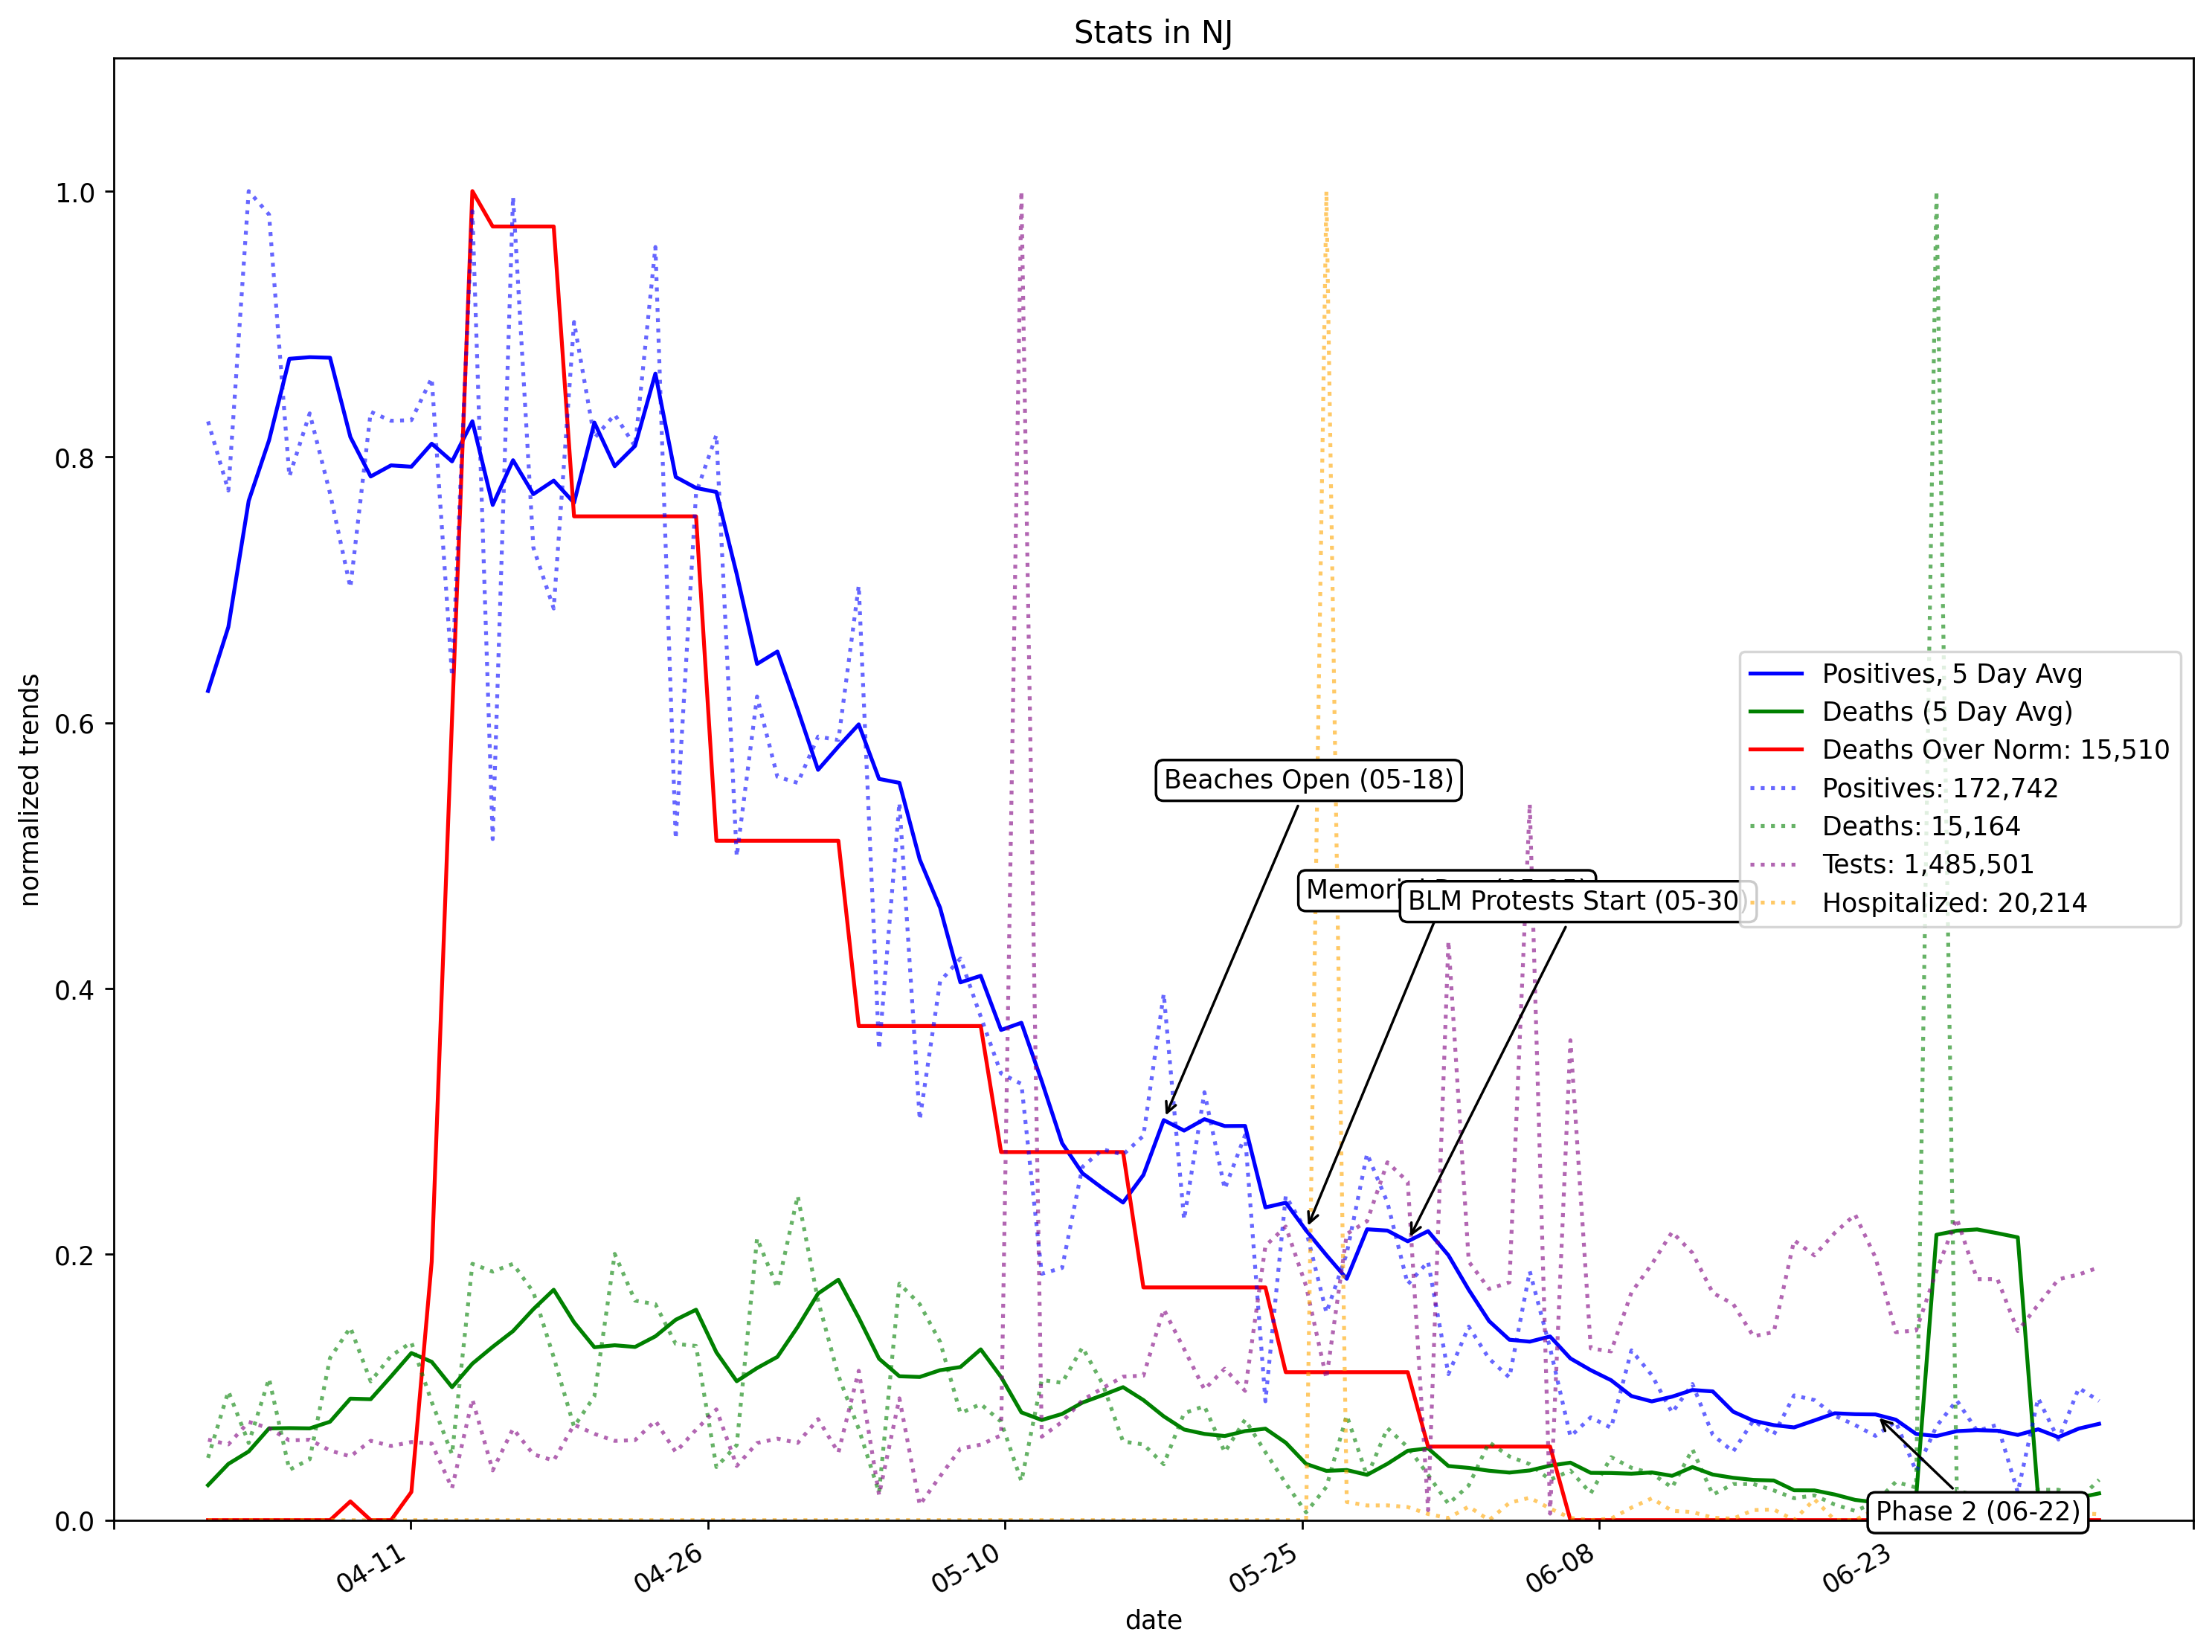 Stats in NJ
normalized trends
1.0
0.8
0.6
0.4
0.2
0.0
Beaches Open (05-18)
BLM Protests Start (05-30)
Phase 2 (06-22)
Positives, 5 Day Avg
Deaths (5 Day Avg)
Deaths Over Norm: 15,510
Positives: 172,742
Deaths: 15,164
Tests: 1,485,501
Hospitalized: 20,214
04-11
04-26
05-10
05-25
06-08
06-23
date